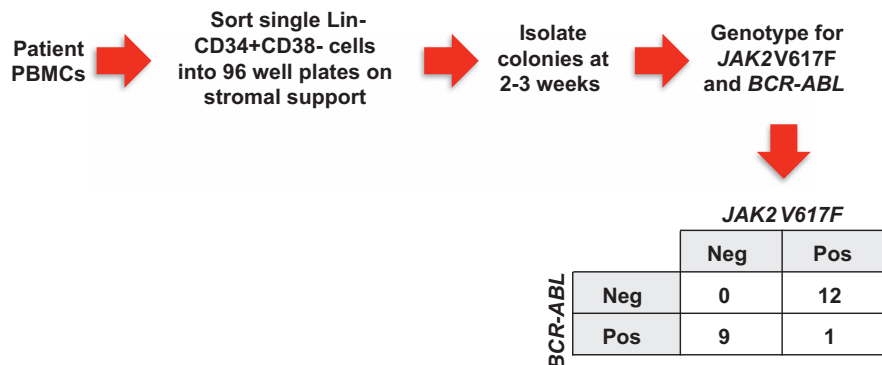 Patient
PBMCs
Sort single Lin-
CD34+CD38- cells
into 96 well plates on
stromal support
Isolate
colonies at
2-3 weeks
Genotype for
JAK2V617F
and BCR-ABL
JAK2 V617F
Neg Pos
BCR-ABL
Neg 0 12
Pos 9 1